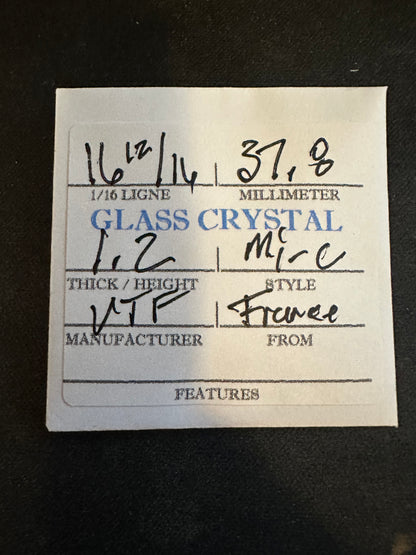 16 12/16 37.8
1/16 LIGNE MILLIMETER
GLASS CRYSTAL
1.2 Mi-C
THICK / HEIGHT STYLE
VTF France
MANUFACTURER FROM
FEATURES